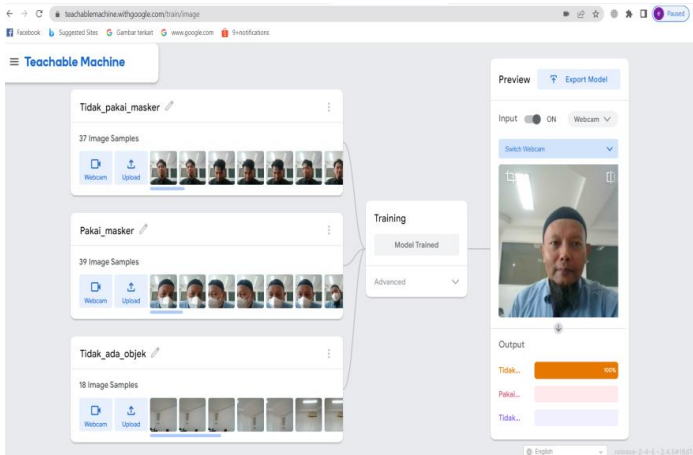 teachablemachine.withgoogle.com/train/image
Paused
Facebook
Suggested Sites
Gambar terkait
www.google.com
9+notifications
Teachable Machine
Tidak_pakai_masker
37 Image Samples
Webcam
Upload
Pakai_masker
39 Image Samples
Webcam
Upload
Tidak_ada_objek
18 Image Samples
Webcam
Upload
Training
Model Trained
Advanced
Preview
Export Model
Input
ON
Webcam
Switch Webcam
Output
Tidak...
100%
Pakai...
Tidak...
English